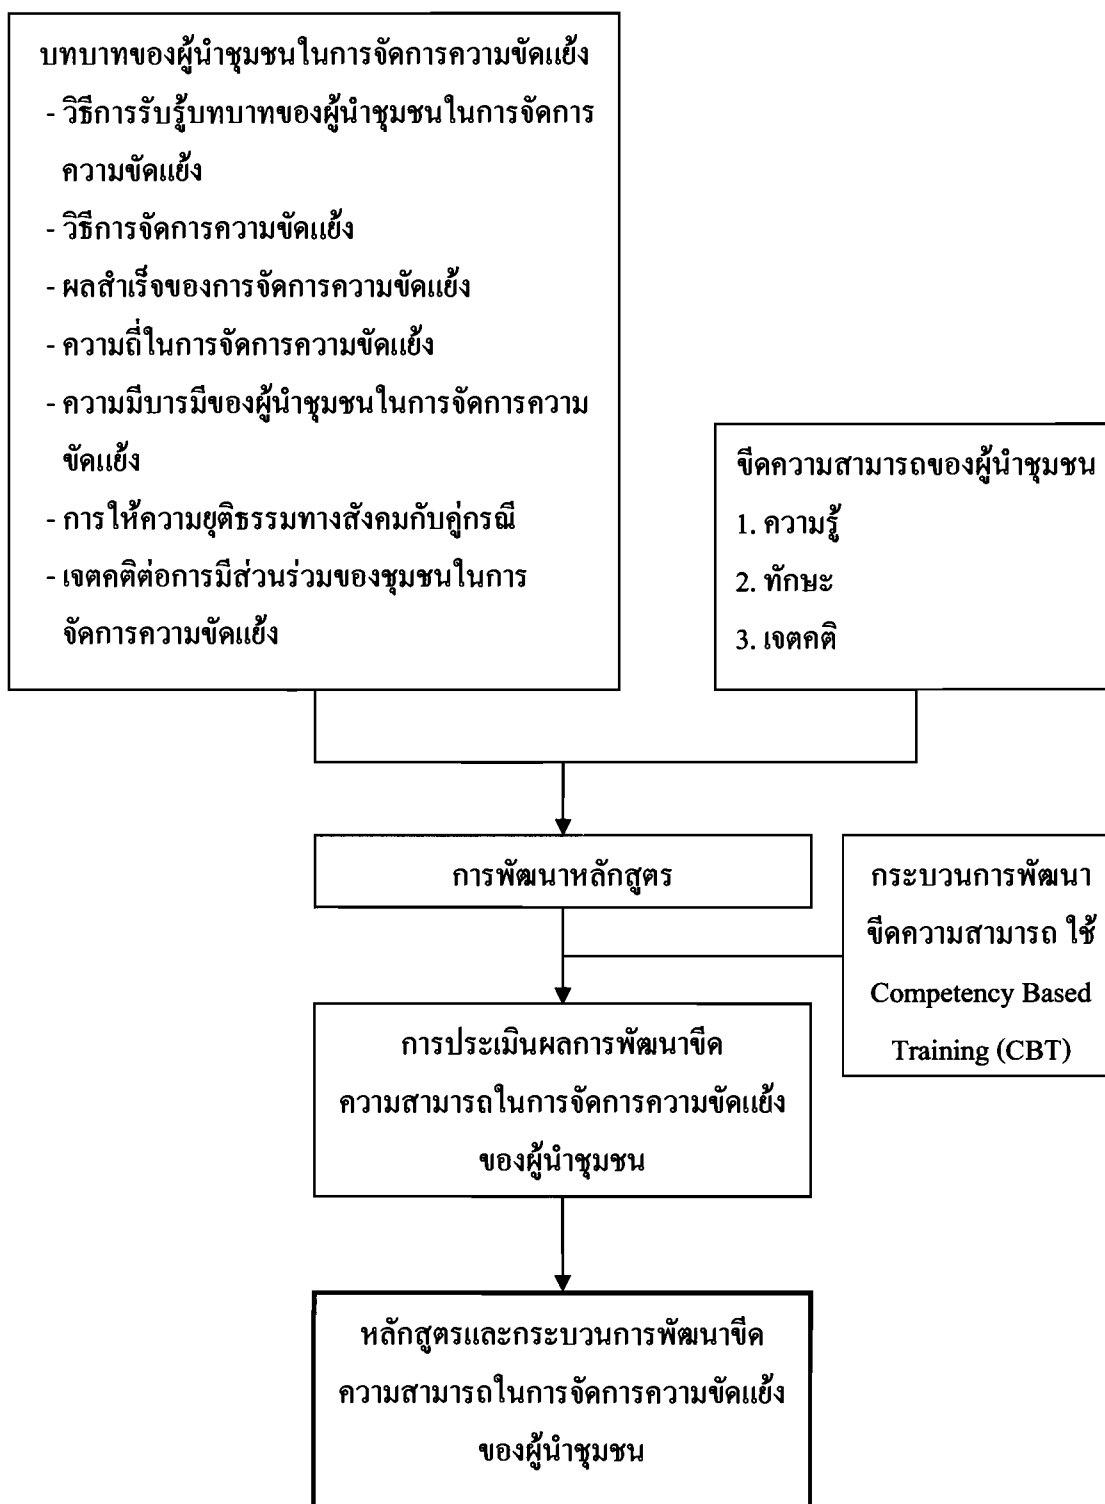 บทบาทของผู้นำชุมชนในการจัดการความขัดแย้ง
- วิธีการรับรู้บทบาทของผู้นำชุมชนในการจัดการ
ความขัดแย้ง
- วิธีการจัดการความขัดแย้ง
- ผลสำเร็จของการจัดการความขัดแย้ง
- ความถี่ในการจัดการความขัดแย้ง
- ความมีบารมีของผู้นำชุมชนในการจัดการความ
ขัดแย้ง
- การให้ความยุติธรรมทางสังคมกับคู่กรณี
- เจตคติต่อการมีส่วนร่วมของชุมชนในการ
จัดการความขัดแย้ง
ขีดความสามารถของผู้นำชุมชน
1. ความรู้
2. ทักษะ
3. เจตคติ
การพัฒนาหลักสูตร
กระบวนการพัฒนา
ขีดความสามารถ ใช้
Competency Based
Training (CBT)
การประเมินผลการพัฒนาขีด
ความสามารถในการจัดการความขัดแย้ง
ของผู้นำชุมชน
หลักสูตรและกระบวนการพัฒนาขีด
ความสามารถในการจัดการความขัดแย้ง
ของผู้นำชุมชน